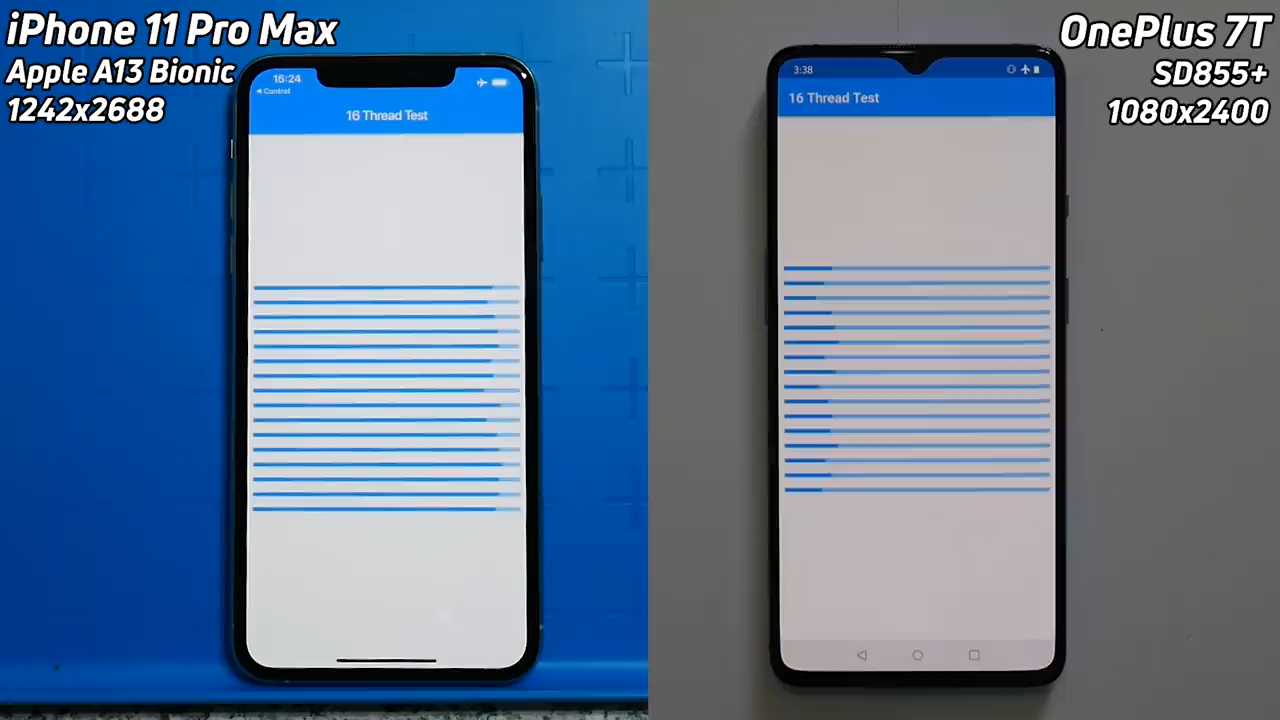 iPhone 11 Pro Max
Apple A13 Bionic
1242x2688
15:24
Control
16 Thread Test
OnePlus 7T
SD855+
1080x2400
3:38
16 Thread Test